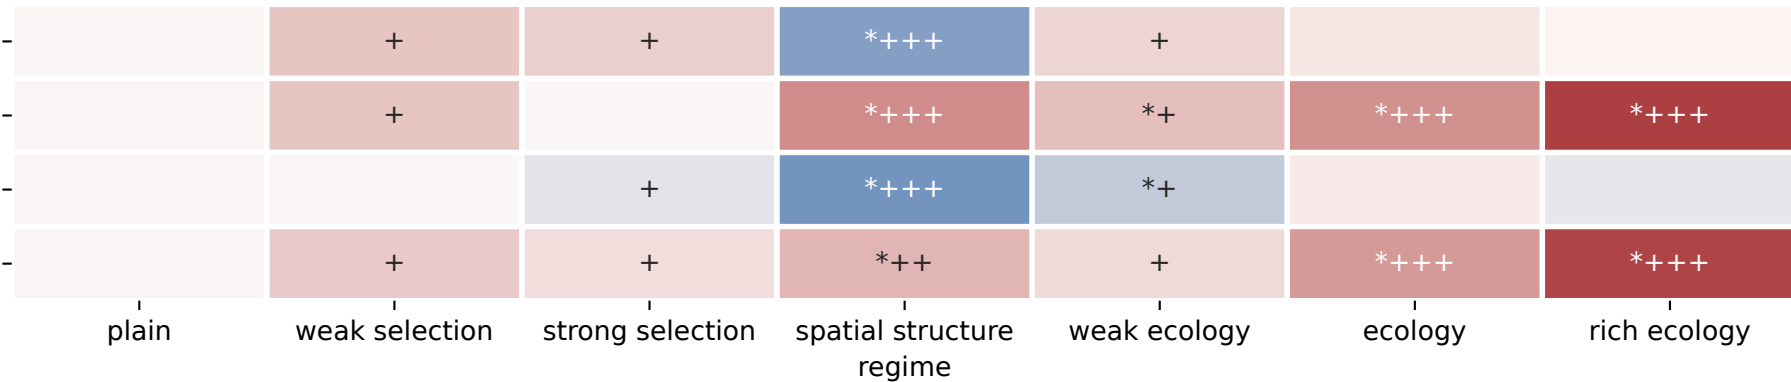 + + *+++ +
+ *+++ *+ *+++ *+++
+ *+++ *+
+ + *++ + *+++ *+++
plain weak selection strong selection spatial structure weak ecology ecology rich ecology
regime